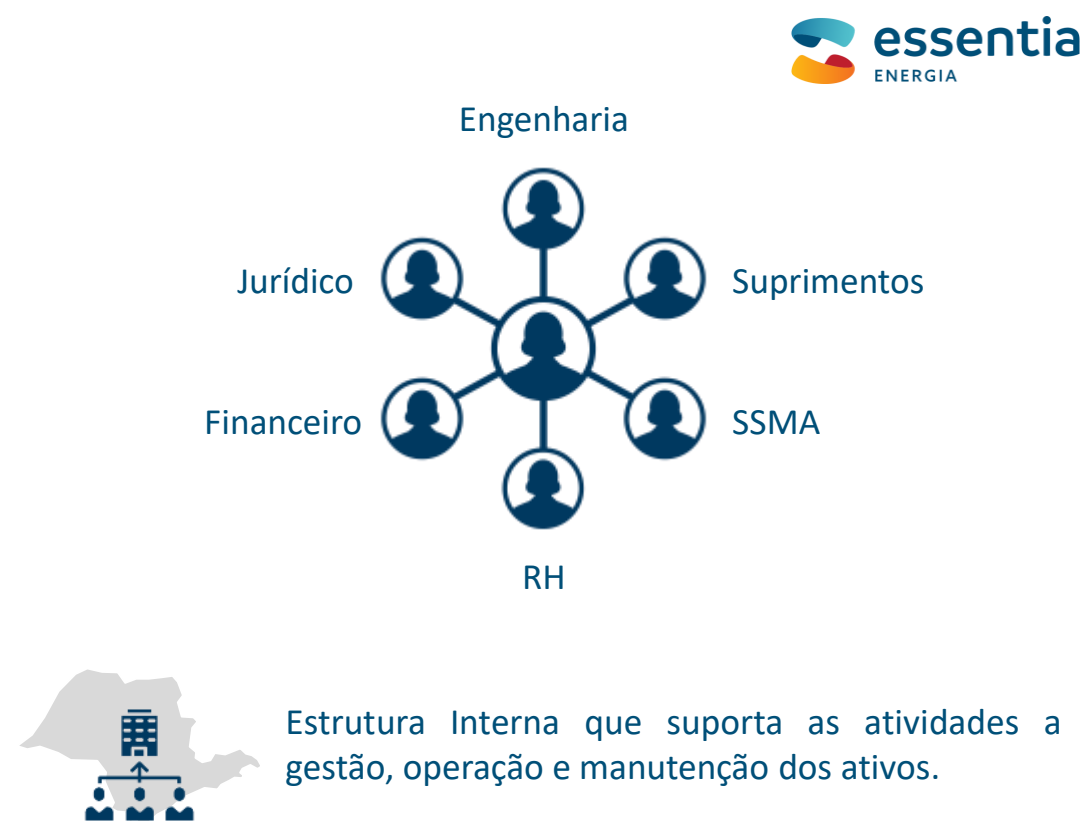 essentia
ENERGIA
Engenharia
Jurídico
Suprimentos
Financeiro
SSMA
RH
Estrutura Interna que suporta as atividades a
gestão, operação e manutenção dos ativos.